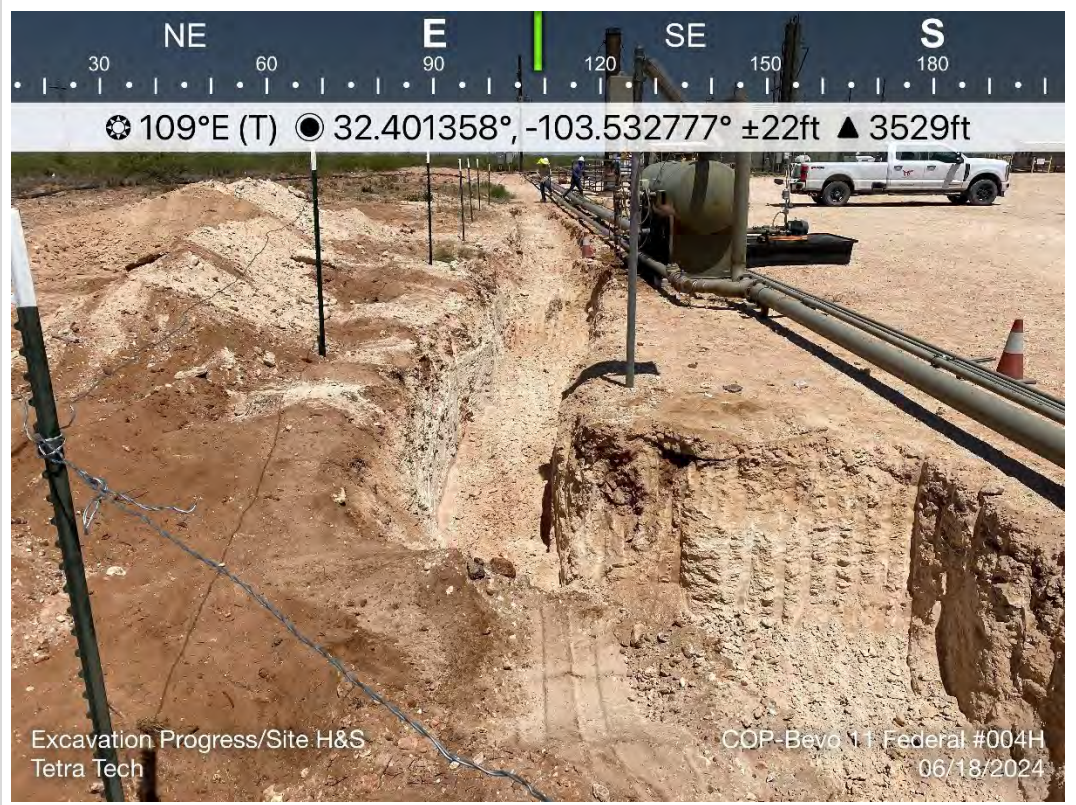 NE E SE S
30 60 90 120 150 180
109°E (T) 32.401358°, -103.532777° ±22ft ▲ 3529ft
Excavation Progress/Site H&S
Tetra Tech
COP-Bevo 11 Federal #004H
06/18/2024